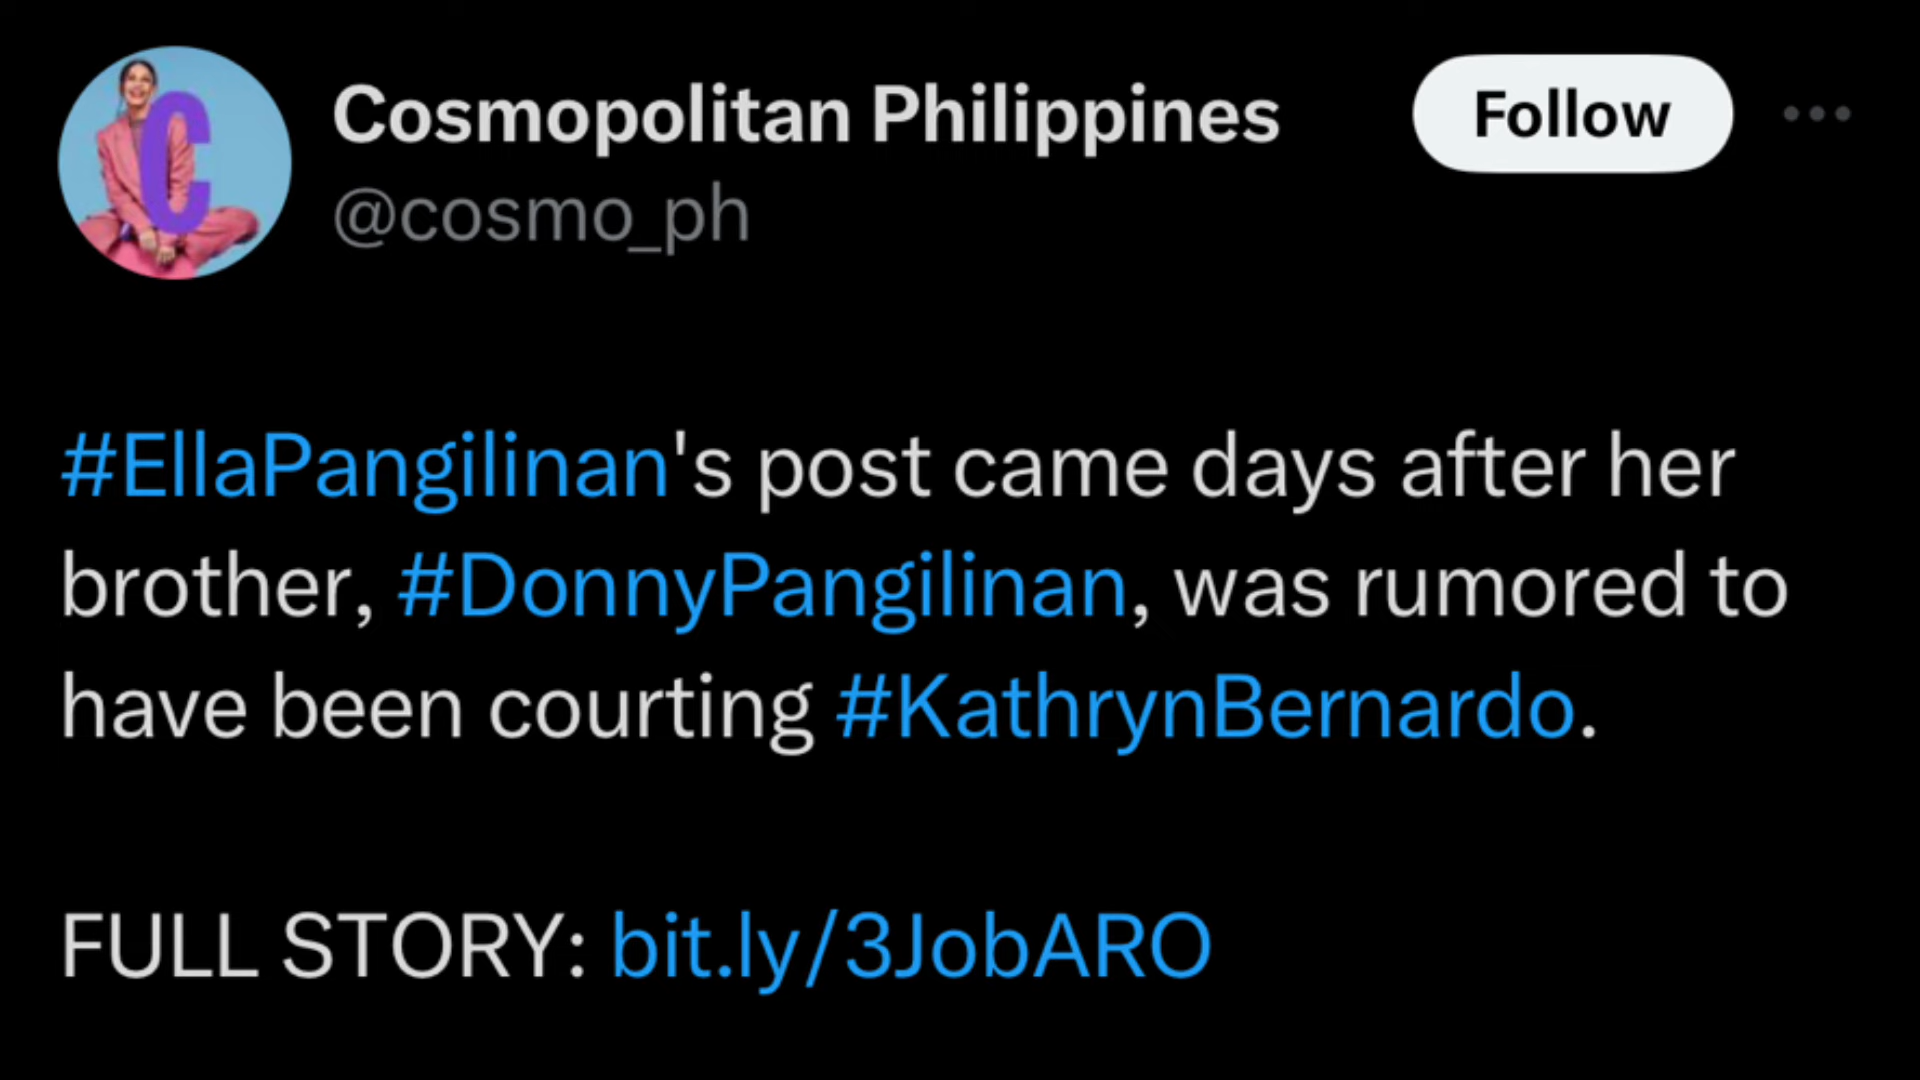 Cosmopolitan Philippines
Follow
@cosmo_ph
#EllaPangilinan's post came days after her
brother, #DonnyPangilinan, was rumored to
have been courting #KathrynBernardo.
FULL STORY: bit.ly/3JobARO